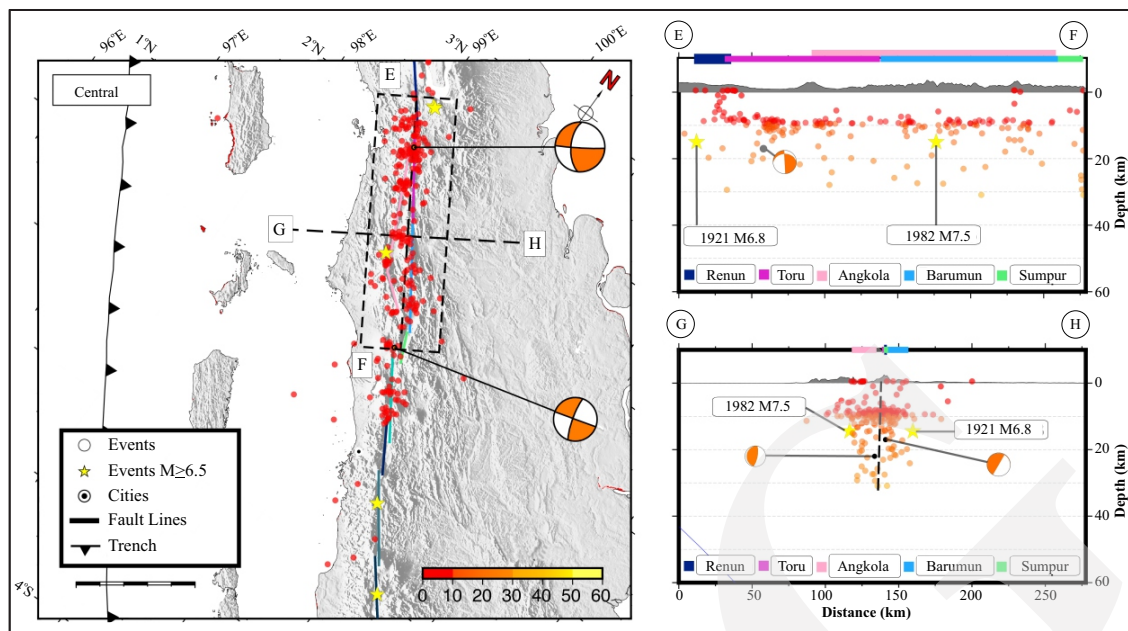 96°E 1°N 97°E 2°N 98°E 3°N 99°E 100°E
Central
E
N
G
H
F
Events
Events M≥6.5
Cities
Fault Lines
Trench
4°S
0 10 20 30 40 50 60
E
F
0
20
40
60
Depth (km)
1921 M6.8
1982 M7.5
Renun Toru Angkola Barumun Sumpur
G
H
0
20
40
60
Depth (km)
1982 M7.5
1921 M6.8
Renun Toru Angkola Barumun Sumpur
0 50 100 150 200 250
Distance (km)